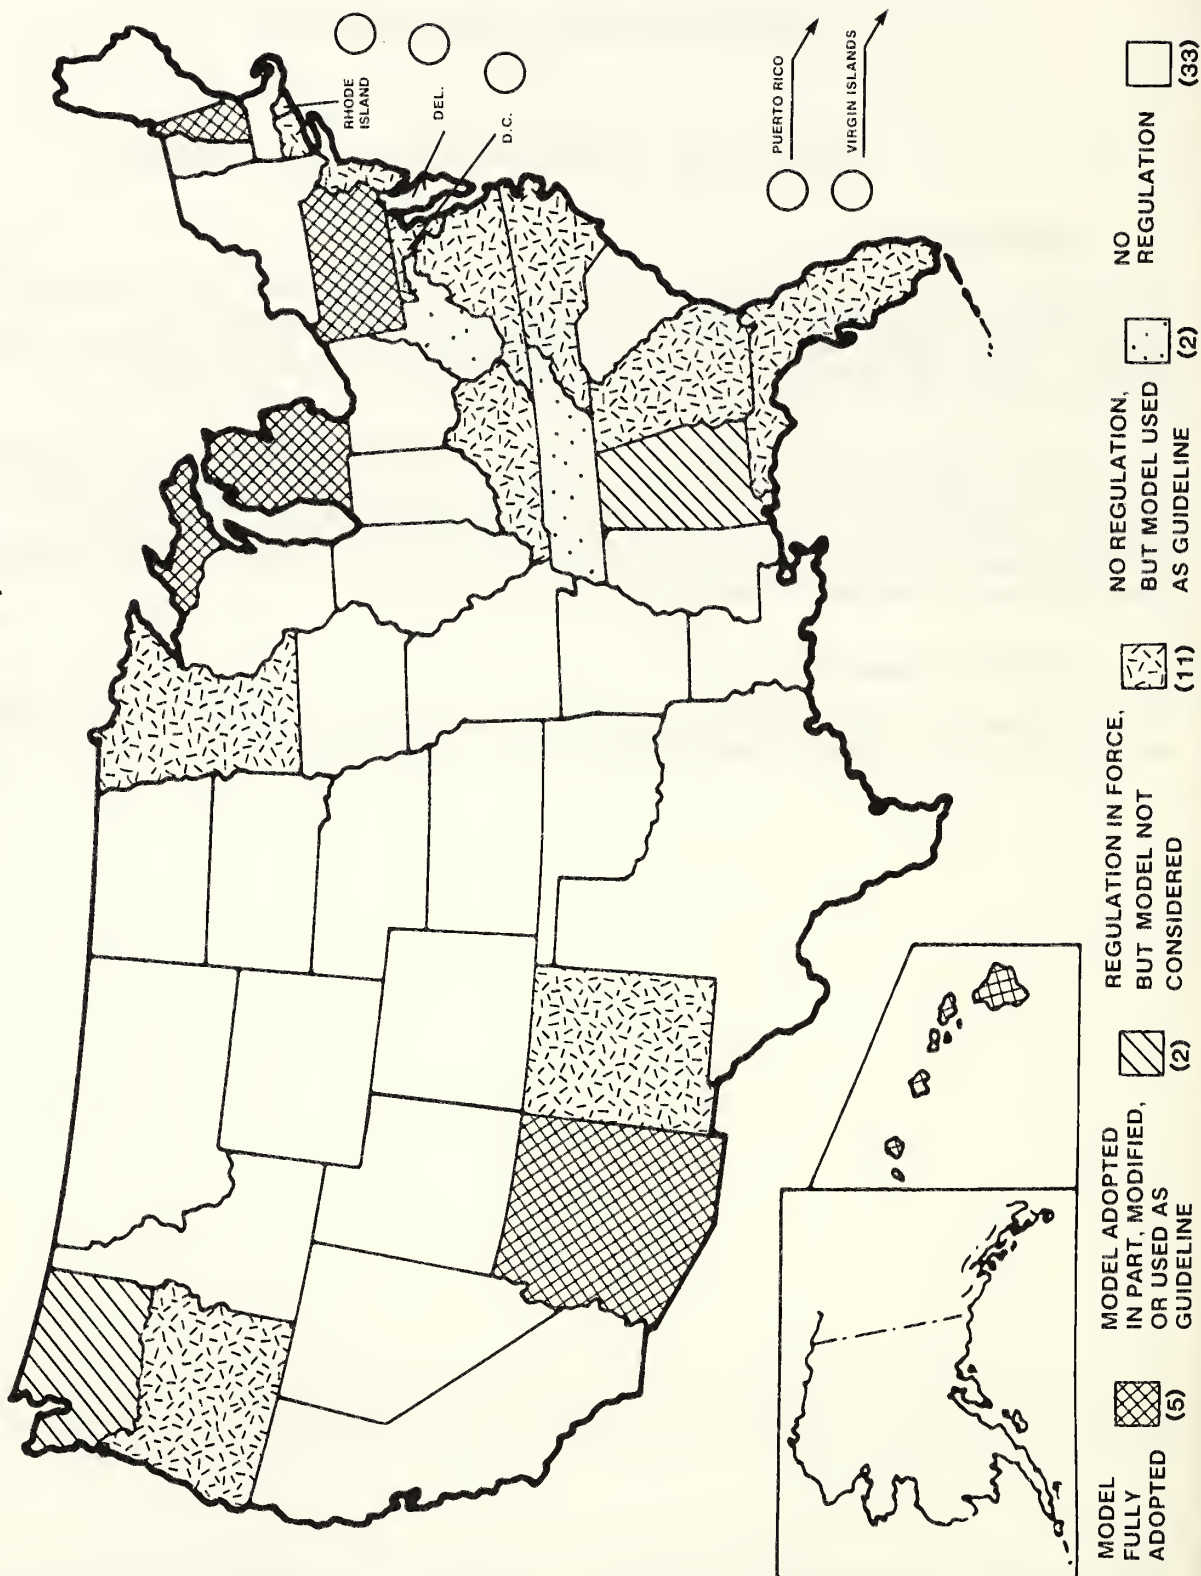 RHODE
ISLAND
DEL.
D.C.
PUERTO RICO
VIRGIN ISLANDS
MODEL
FULLY
ADOPTED
(5)
MODEL ADOPTED
IN PART, MODIFIED,
OR USED AS
GUIDELINE
(2)
REGULATION IN FORCE,
BUT MODEL NOT
CONSIDERED
(11)
NO REGULATION,
BUT MODEL USED
AS GUIDELINE
(2)
NO
REGULATION
(33)